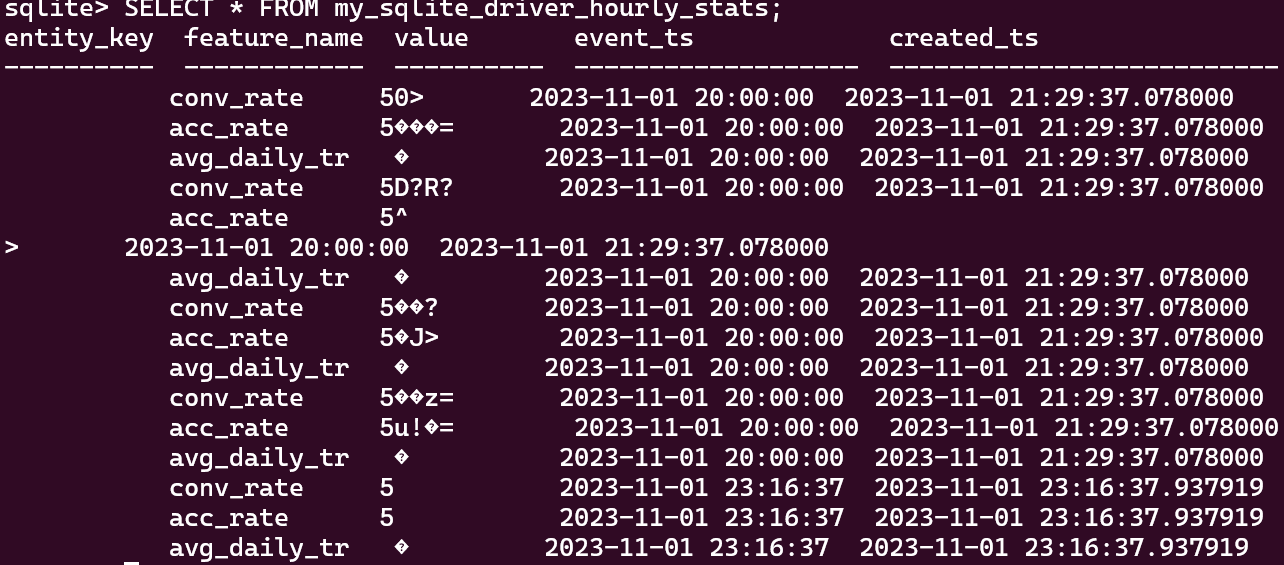 sqlite> SELECT * FROM my_sqlite_driver_hourly_stats;
entity_key  feature_name  value       event_ts             created_ts
----------  ------------  ----------  -------------------  --------------------------
           conv_rate     50>       2023-11-01 20:00:00  2023-11-01 21:29:37.078000
           acc_rate      5���=       2023-11-01 20:00:00  2023-11-01 21:29:37.078000
           avg_daily_tr   �         2023-11-01 20:00:00  2023-11-01 21:29:37.078000
           conv_rate     5D?R?       2023-11-01 20:00:00  2023-11-01 21:29:37.078000
           acc_rate      5^
>       2023-11-01 20:00:00  2023-11-01 21:29:37.078000
           avg_daily_tr   �         2023-11-01 20:00:00  2023-11-01 21:29:37.078000
           conv_rate     5��?       2023-11-01 20:00:00  2023-11-01 21:29:37.078000
           acc_rate      5�J>        2023-11-01 20:00:00  2023-11-01 21:29:37.078000
           avg_daily_tr   �         2023-11-01 20:00:00  2023-11-01 21:29:37.078000
           conv_rate     5��z=       2023-11-01 20:00:00  2023-11-01 21:29:37.078000
           acc_rate      5u!�=        2023-11-01 20:00:00  2023-11-01 21:29:37.078000
           avg_daily_tr   �          2023-11-01 20:00:00  2023-11-01 21:29:37.078000
           conv_rate     5           2023-11-01 23:16:37  2023-11-01 23:16:37.937919
           acc_rate      5           2023-11-01 23:16:37  2023-11-01 23:16:37.937919
           avg_daily_tr   �         2023-11-01 23:16:37  2023-11-01 23:16:37.937919